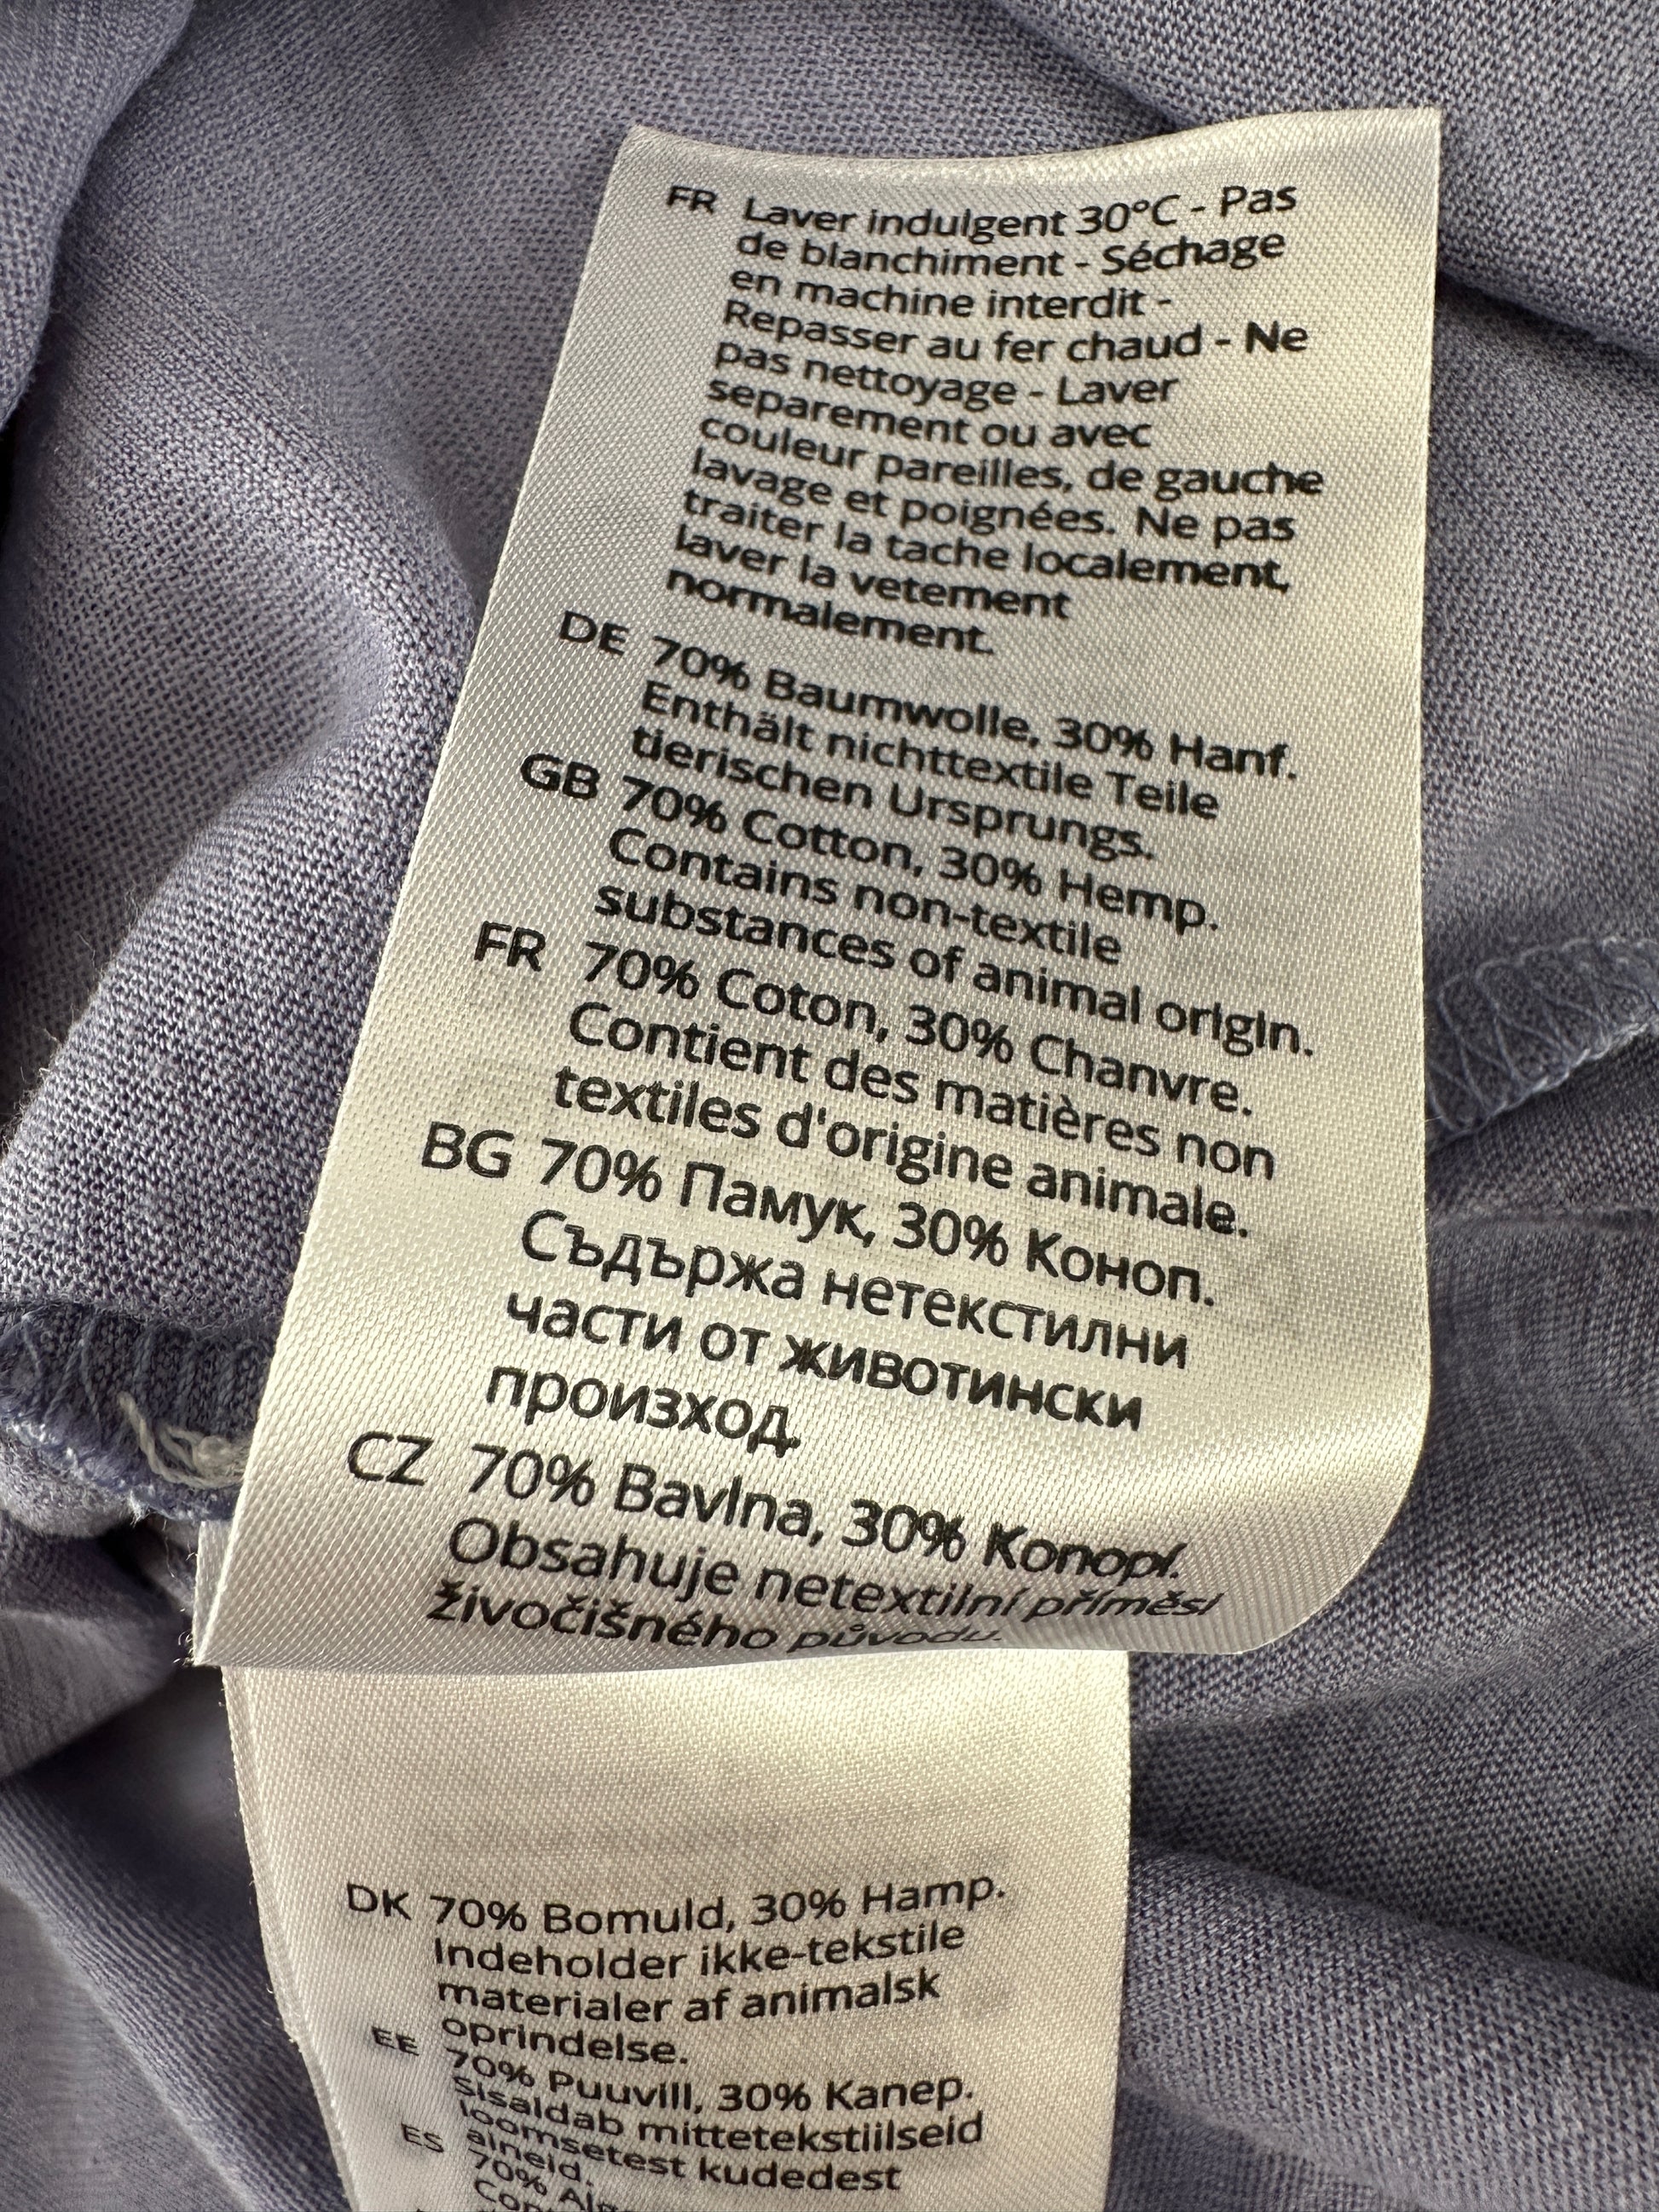 FR Laver indulgent 30°C - Pas
de blanchiment - Séchage
en machine interdit -
Repasser au fer chaud - Ne
pas nettoyage - Laver
separement ou avec
couleur pareilles, de gauche
lavage et poignées. Ne pas
traiter la tache localement,
laver la vetement
normalement.
DE 70% Baumwolle, 30% Hanf.
Enthält nichttextile Teile
tierischen Ursprungs.
GB 70% Cotton, 30% Hemp.
Contains non-textile
substances of animal origin.
FR 70% Coton, 30% Chanvre.
Contient des matières non
textiles d'origine animale.
BG 70% Памук, 30% Коноп.
Съдържа нетекстилни
части от животински
произход.
CZ 70% Bavlna, 30% Konopí.
Obsahuje netextilní příměsi
živočišného původu.
DK 70% Bomuld, 30% Hamp.
Indeholder ikke-tekstile
materialer af animalsk
oprindelse.
EE 70% Puuvill, 30% Kanep.
Sisaldab mittetekstiilseid
loomsetest kudedest
aineid.
ES 70%